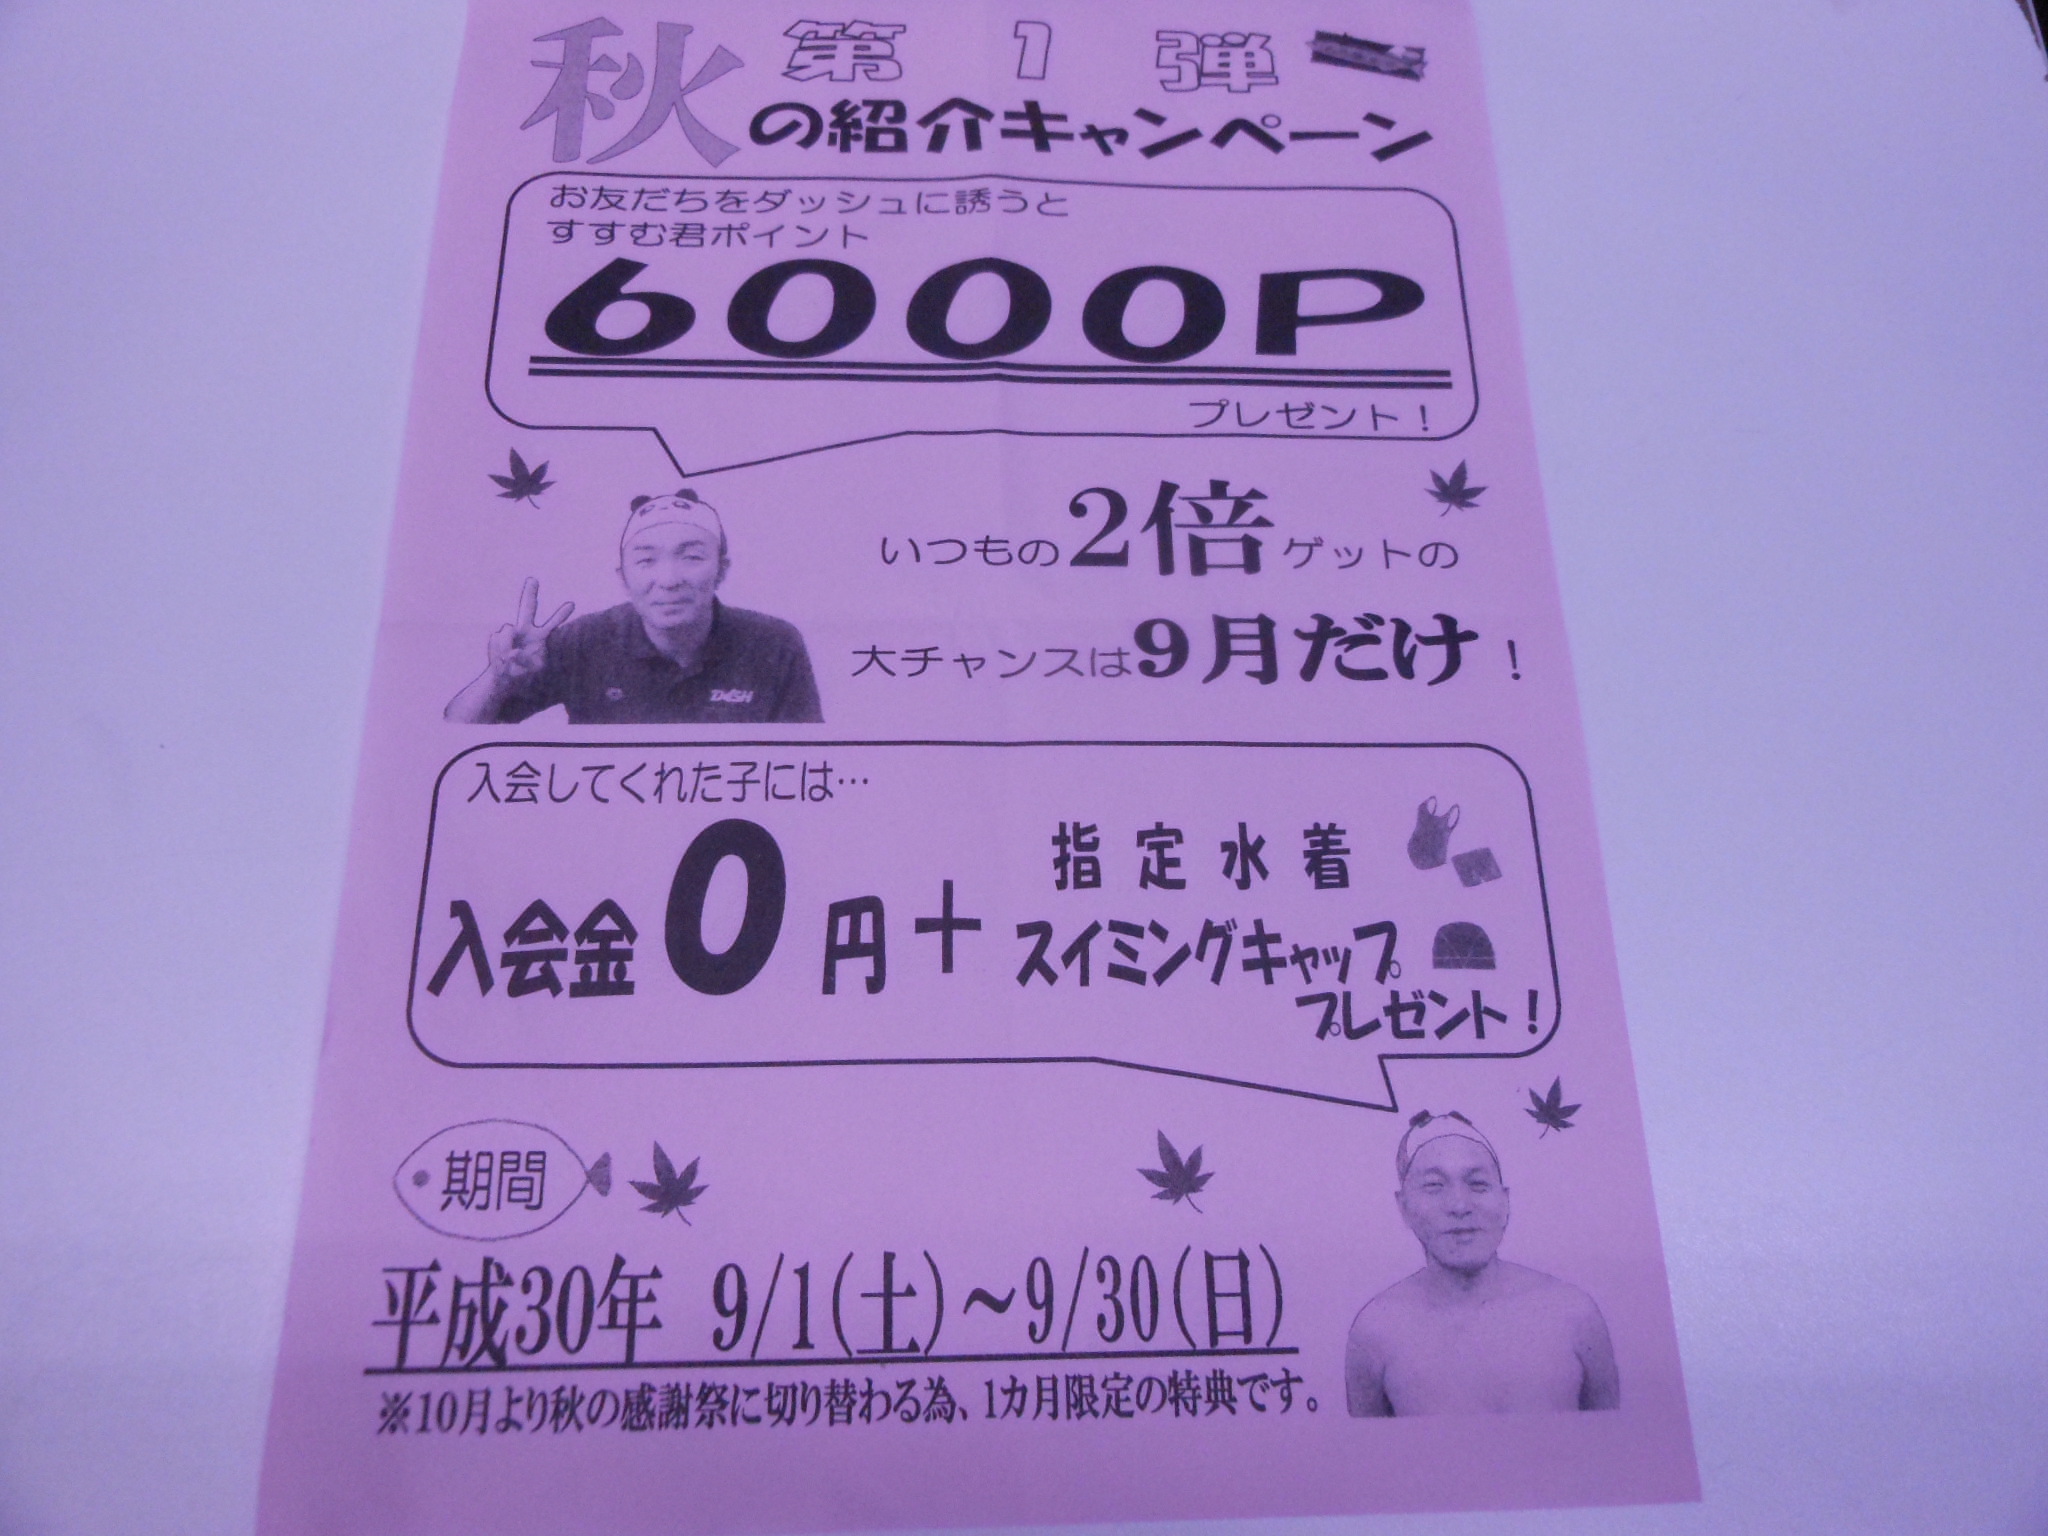 第1弾
秋の紹介キャンペーン
お友だちをダッシュに誘うと
すすむ君ポイント
6000P
プレゼント！
いつもの2倍ゲットの
大チャンスは9月だけ！
DASH
入会してくれた子には…
入会金0円＋
指定水着
スイミングキャップ
プレゼント！
期間
平成30年 9/1(土)～9/30(日)
※10月より秋の感謝祭に切り替わる為、1カ月限定の特典です。